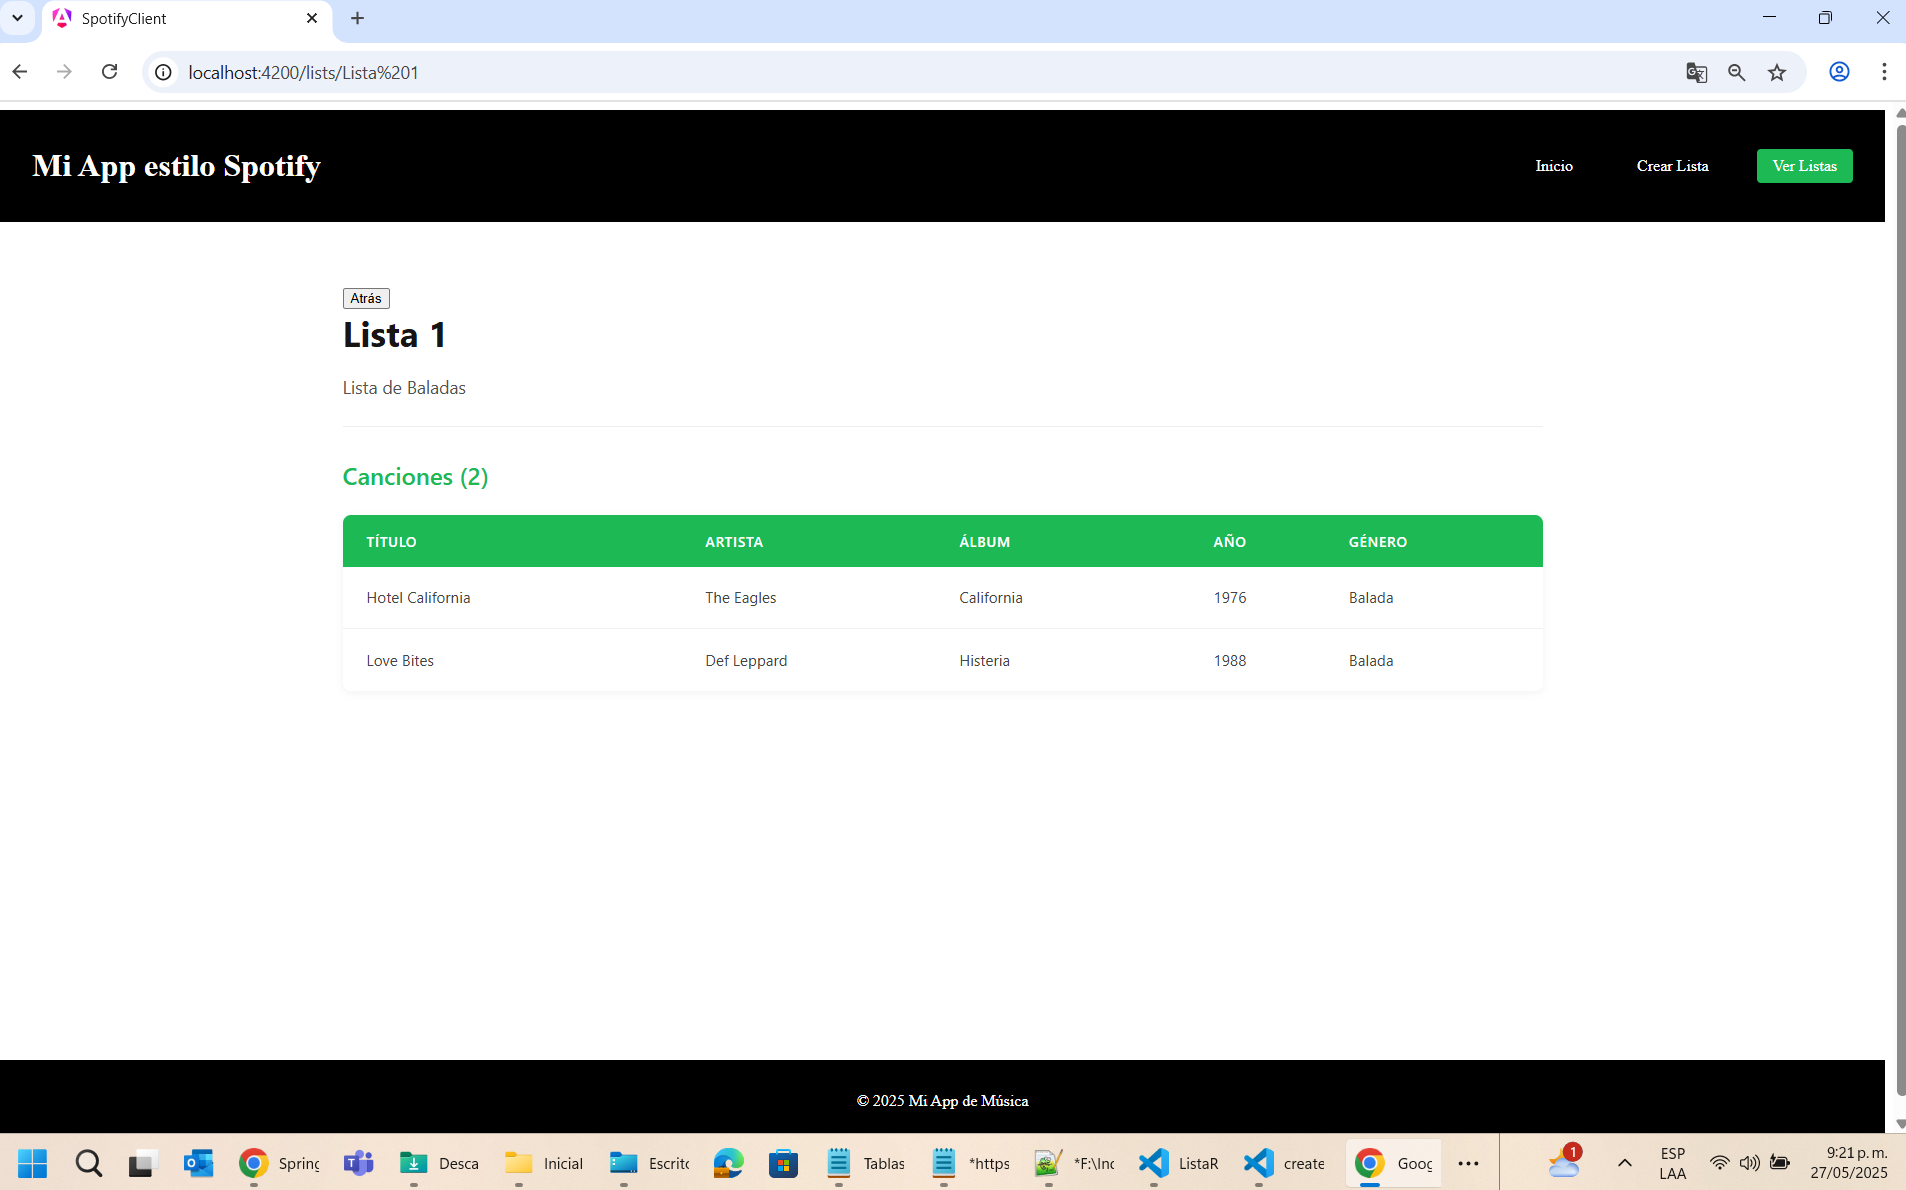 SpotifyClient
localhost:4200/lists/Lista%201
Mi App estilo Spotify
Inicio
Crear Lista
Ver Listas
Atrás
Lista 1
Lista de Baladas
Canciones (2)
TÍTULO ARTISTA ÁLBUM AÑO GÉNERO
Hotel California The Eagles California 1976 Balada
Love Bites Def Leppard Histeria 1988 Balada
© 2025 Mi App de Música
Spring
Desca
Inicial
Escrito
Tablas
*https
*F:\Inc
ListaR
create
Goog
1
ESP
LAA
9:21 p. m.
27/05/2025